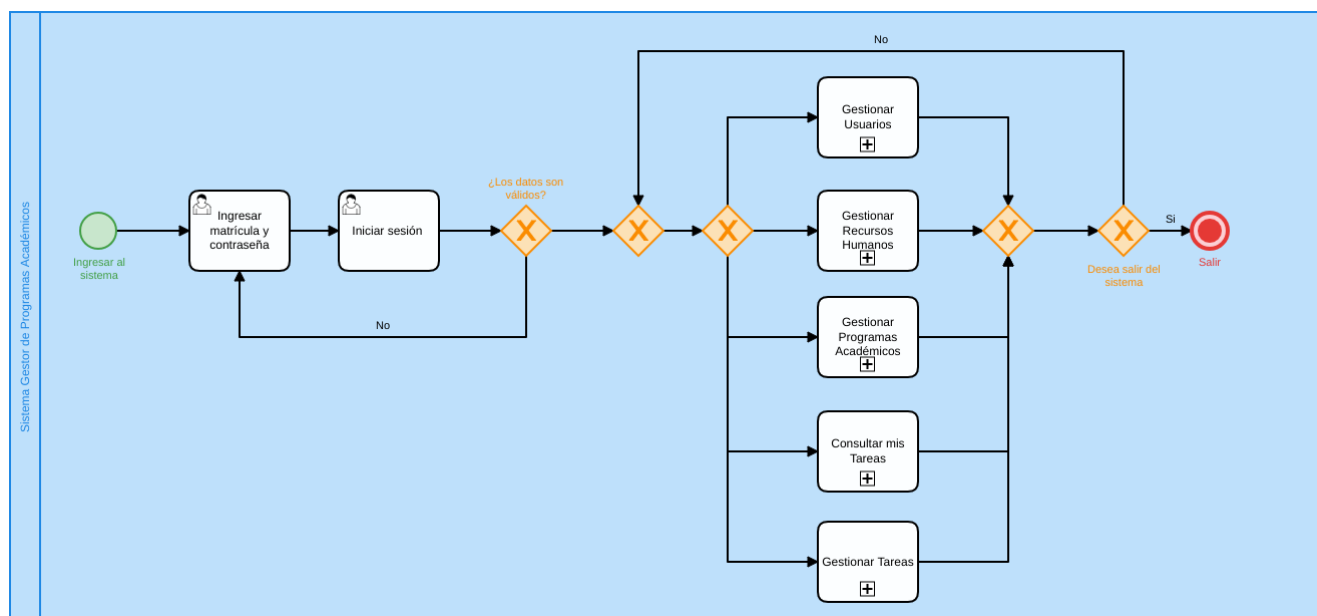 Sistema Gestor de Programas Académicos
Ingresar al
sistema
Ingresar
matrícula y
contraseña
Iniciar sesión
¿Los datos son
válidos?
No
No
Gestionar
Usuarios
Gestionar
Recursos
Humanos
Gestionar
Programas
Académicos
Consultar mis
Tareas
Gestionar Tareas
Desea salir del
sistema
Si
Salir